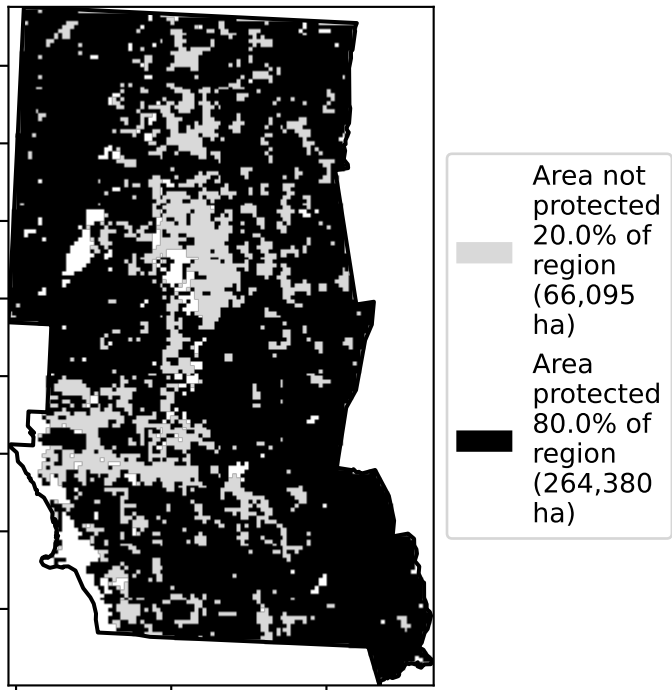 Area not
protected
20.0% of
region
(66,095
ha)
Area
protected
80.0% of
region
(264,380
ha)